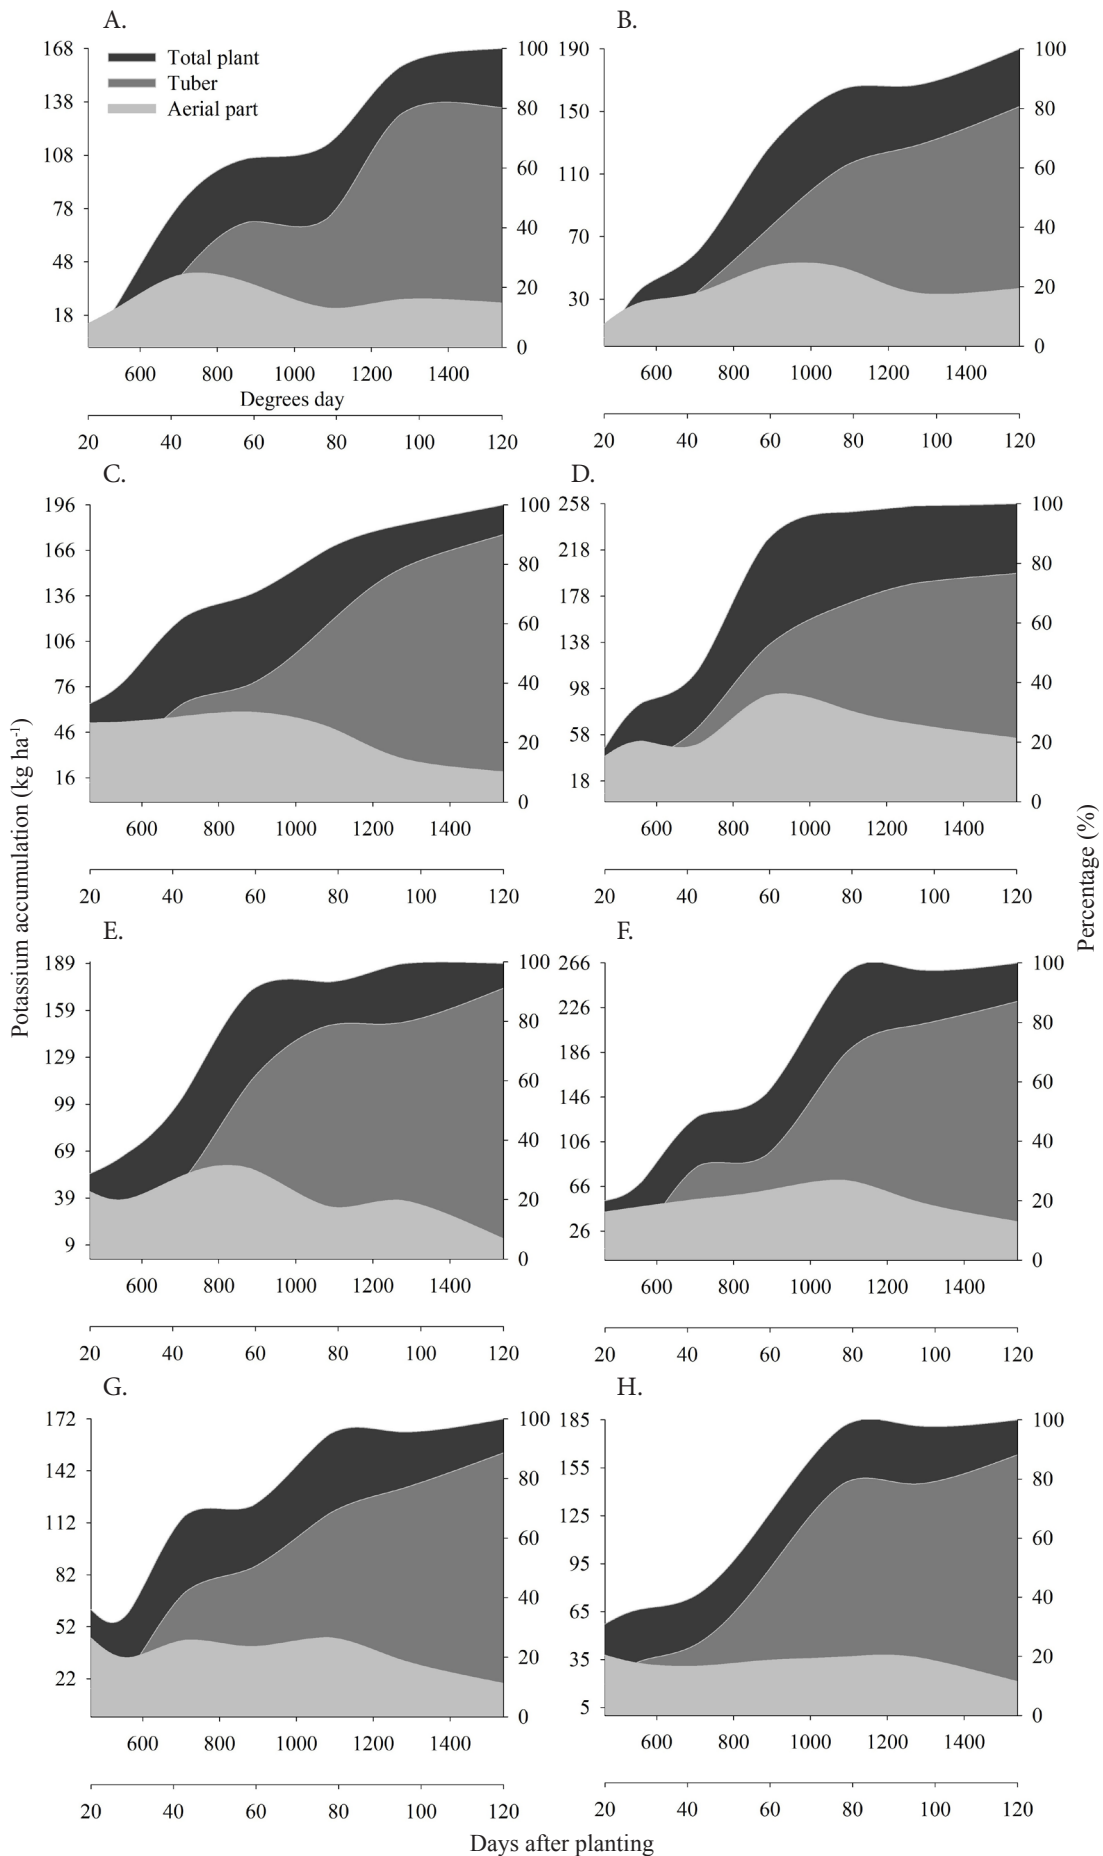 A.
B.
168 100 190 100
Total plant
Tuber
Aerial part
138 80 150 80
108 60 110 60
78 40 70 40
48 20 30 20
18 0 0
600 800 1000 1200 1400 600 800 1000 1200 1400
Degrees day
20 40 60 80 100 120 20 40 60 80 100 120
C.
D.
196 100 258 100
166 80 218 80
136 60 178 60
106 40 138 40
76 20 98 20
46 0 58 0
16 18
600 800 1000 1200 1400 600 800 1000 1200 1400
20 40 60 80 100 120 20 40 60 80 100 120
Potassium accumulation (kg ha-1)
Percentage (%)
E.
F.
189 100 266 100
159 80 226 80
129 60 186 60
99 40 146 40
69 20 106 20
39 0 66 0
9 26
600 800 1000 1200 1400 600 800 1000 1200 1400
20 40 60 80 100 120 20 40 60 80 100 120
G.
H.
172 100 185 100
142 80 155 80
112 60 125 60
82 40 95 40
52 20 65 20
22 0 35 0
5
600 800 1000 1200 1400 600 800 1000 1200 1400
20 40 60 80 100 120 20 40 60 80 100 120
Days after planting